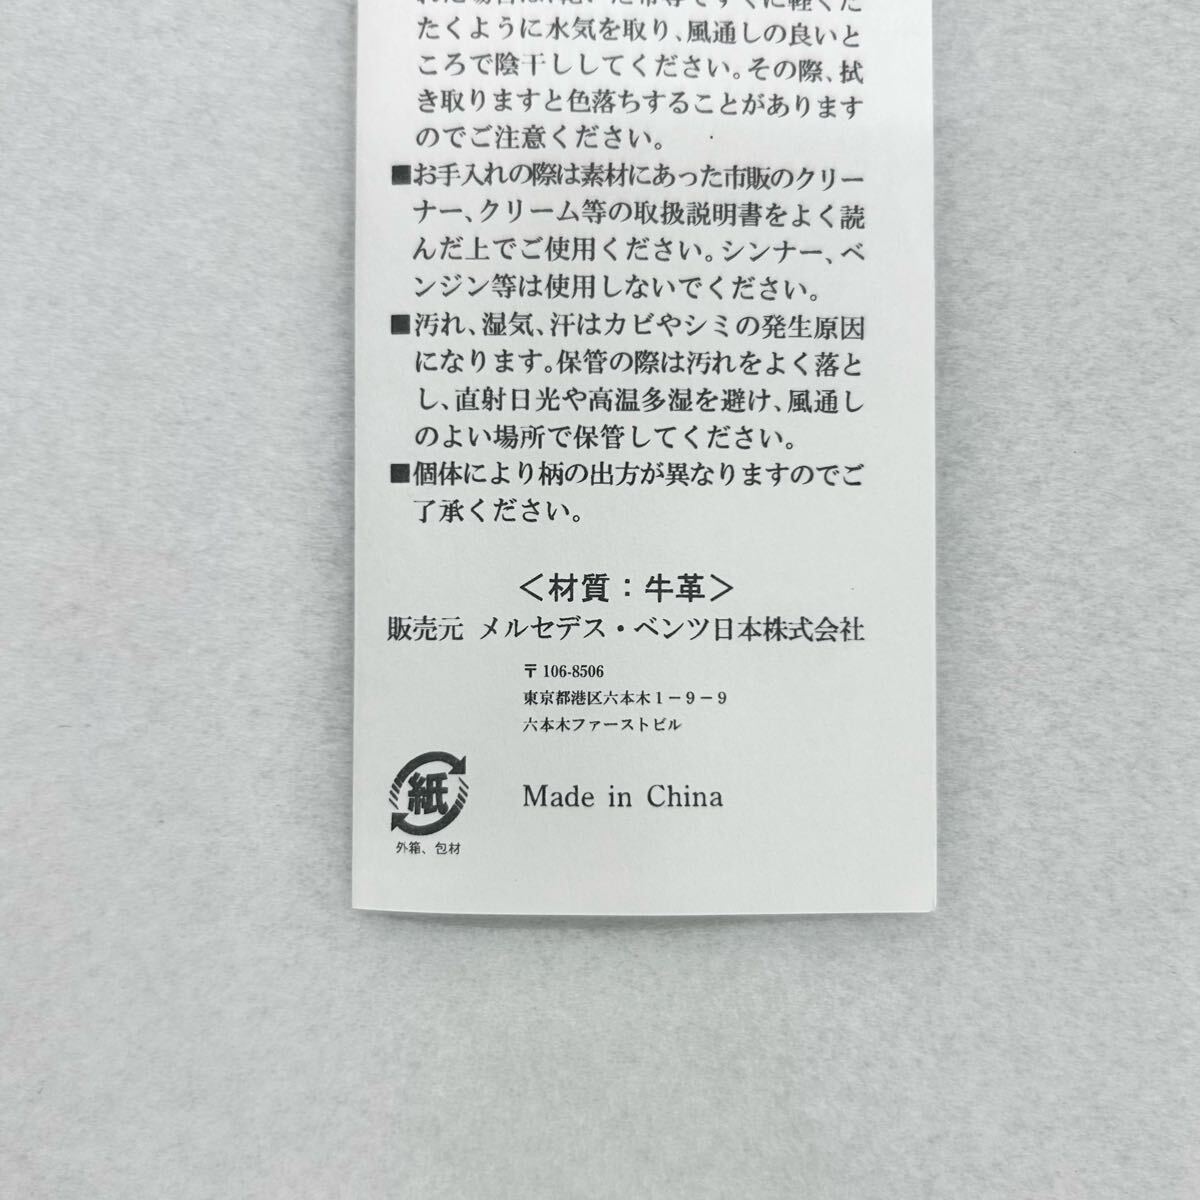 たくように水気を取り、風通しの良いと
ころで陰干ししてください。その際、拭
き取りますと色落ちすることがあります
のでご注意ください。
■お手入れの際は素材にあった市販のクリー
ナー、クリーム等の取扱説明書をよく読
んだ上でご使用ください。シンナー、ベ
ンジン等は使用しないでください。
■汚れ、湿気、汗はカビやシミの発生原因
になります。保管の際は汚れをよく落と
し、直射日光や高温多湿を避け、風通し
のよい場所で保管してください。
■個体により柄の出方が異なりますのでご
了承ください。
＜材質：牛革＞
販売元 メルセデス・ベンツ日本株式会社
〒106-8506
東京都港区六本木１－９－９
六本木ファーストビル
紙
外箱、包材
Made in China